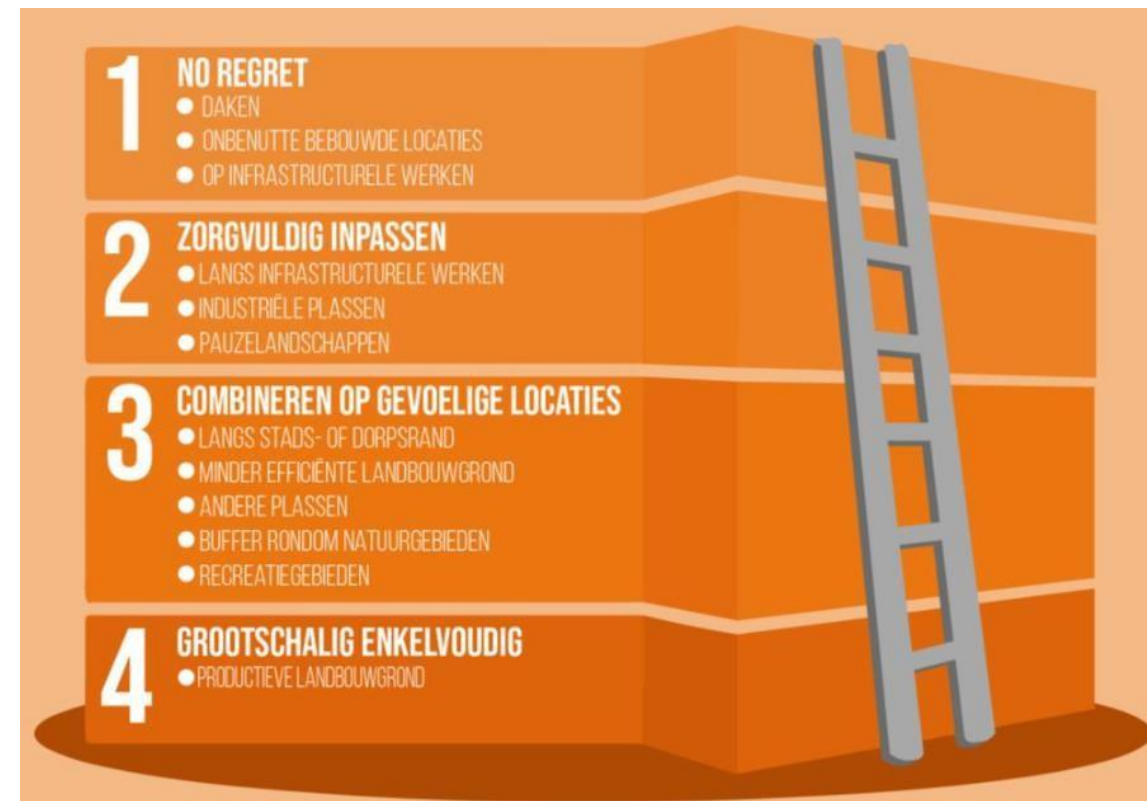 1
NO REGRET
● DAKEN
● ONBENUTTE BEBOUWDE LOCATIES
● OP INFRASTRUCTURELE WERKEN
2
ZORGVULDIG INPASSEN
● LANGS INFRASTRUCTURELE WERKEN
● INDUSTRIËLE PLASSEN
● PAUZELANDSCHAPPEN
3
COMBINEREN OP GEVOELIGE LOCATIES
● LANGS STADS- OF DORPSRAND
● MINDER EFFICIËNTE LANDBOUWGROND
● ANDERE PLASSEN
● BUFFER RONDOM NATUURGEBIEDEN
● RECREATIEGEBIEDEN
4
GROOTSCHALIG ENKELVOUDIG
● PRODUCTIEVE LANDBOUWGROND